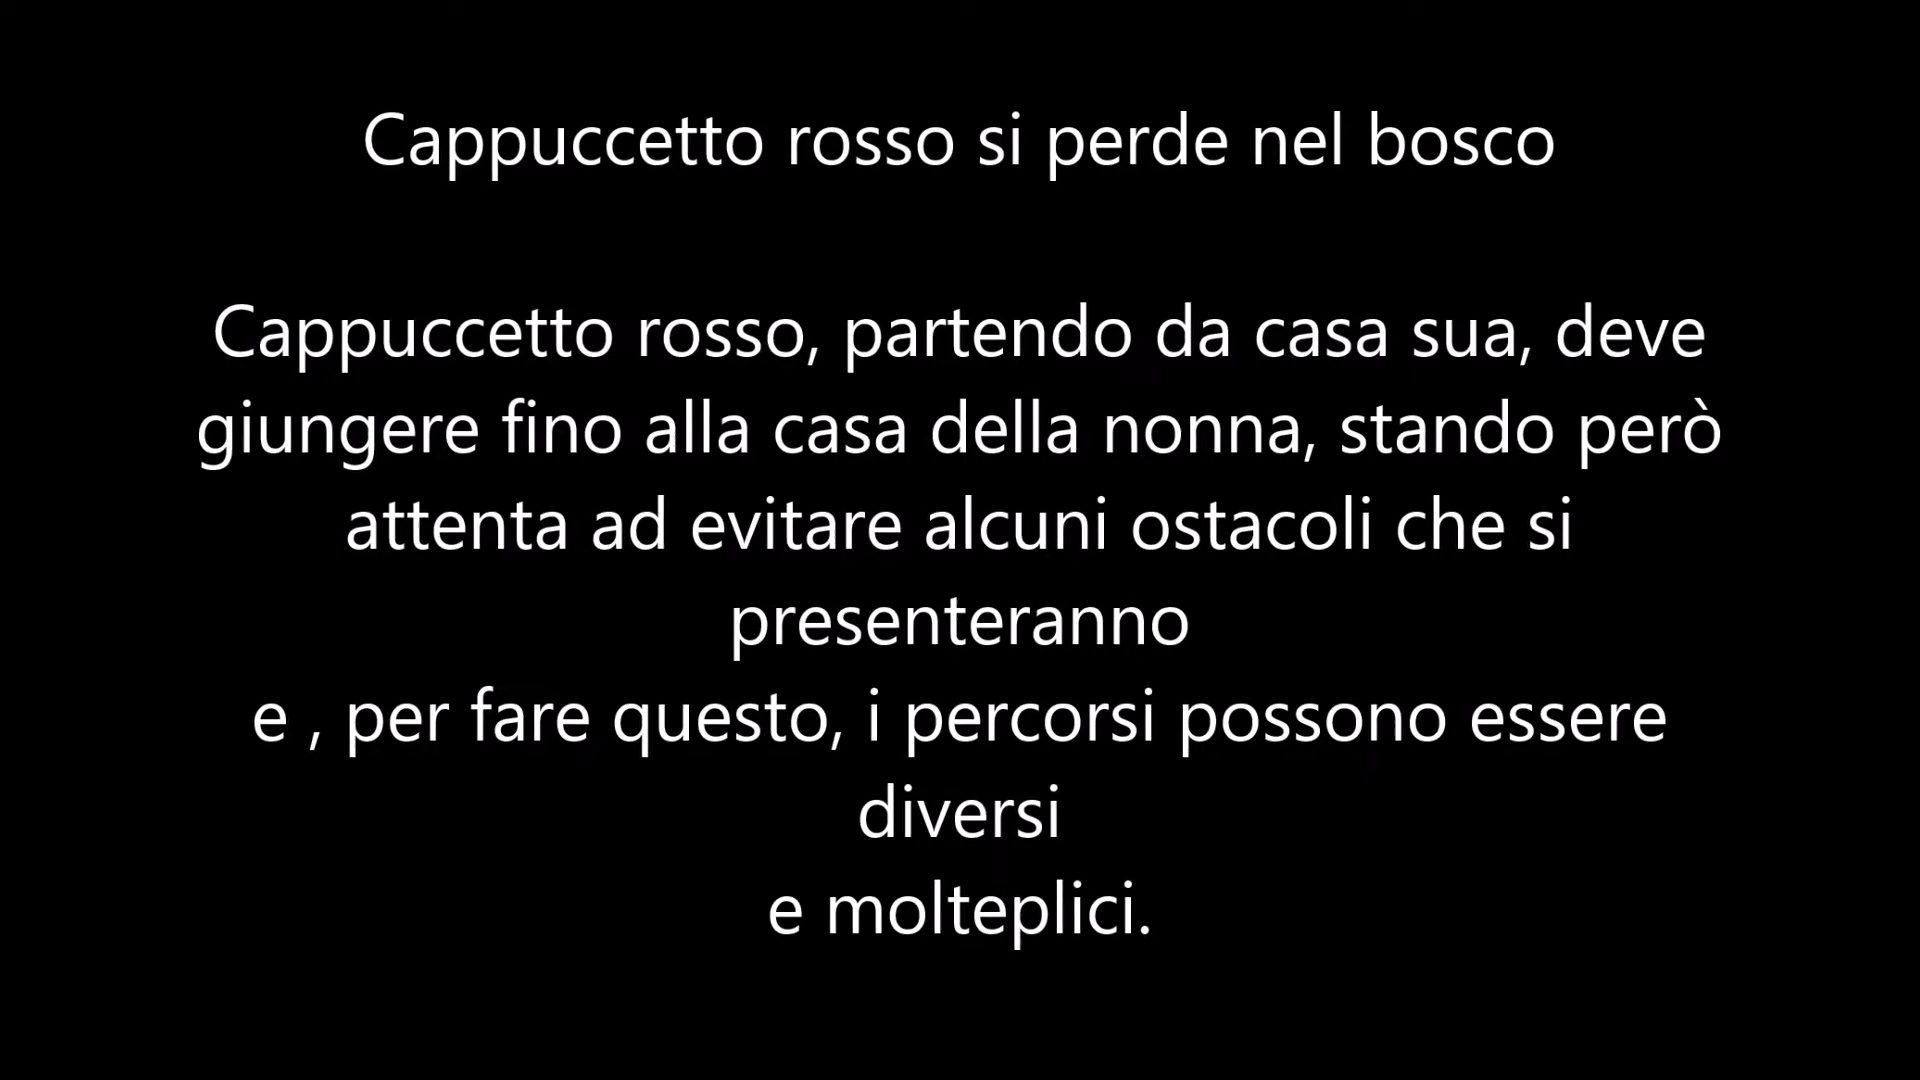 Cappuccetto rosso si perde nel bosco
Cappuccetto rosso, partendo da casa sua, deve
giungere fino alla casa della nonna, stando però
attenta ad evitare alcuni ostacoli che si
presenteranno
e , per fare questo, i percorsi possono essere
diversi
e molteplici.